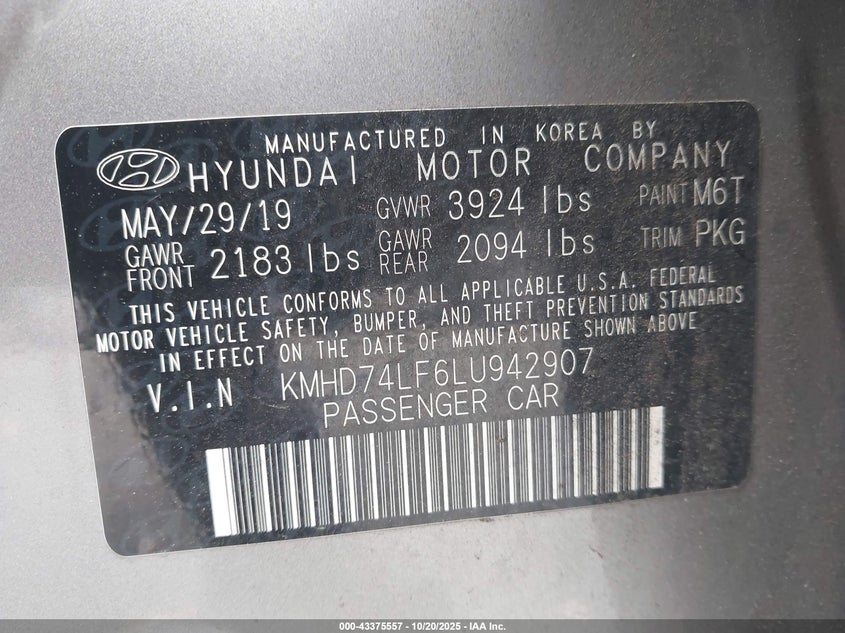 MANUFACTURED IN KOREA BY
HYUNDAI MOTOR COMPANY
MAY/29/19 GVWR 3924 lbs PAINT M6T
GAWR FRONT 2183 lbs GAWR REAR 2094 lbs TRIM PKG
THIS VEHICLE CONFORMS TO ALL APPLICABLE U.S.A. FEDERAL
MOTOR VEHICLE SAFETY, BUMPER, AND THEFT PREVENTION STANDARDS
IN EFFECT ON THE DATE OF MANUFACTURE SHOWN ABOVE
V.I.N KMHD74LF6LU942907
PASSENGER CAR
000-43375557 - 10/20/2025 - IAA Inc.